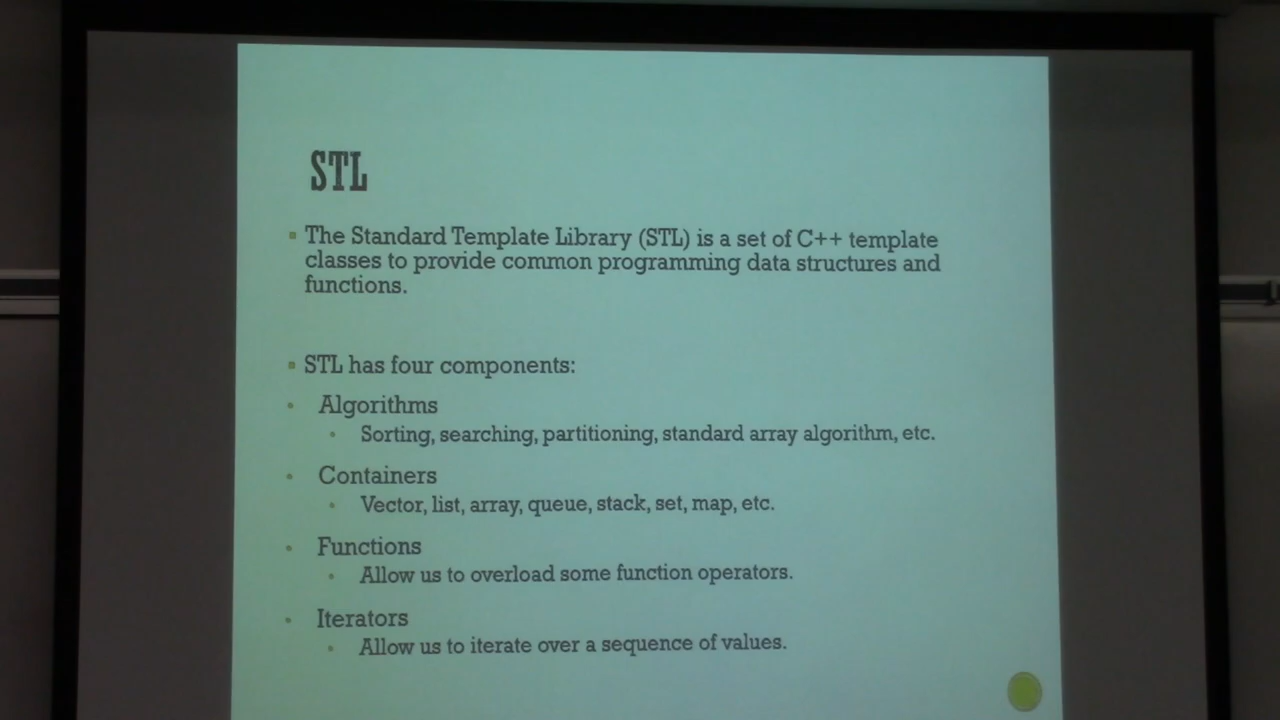 STL
The Standard Template Library (STL) is a set of C++ template
classes to provide common programming data structures and
functions.
STL has four components:
Algorithms
Sorting, searching, partitioning, standard array algorithm, etc.
Containers
Vector, list, array, queue, stack, set, map, etc.
Functions
Allow us to overload some function operators.
Iterators
Allow us to iterate over a sequence of values.